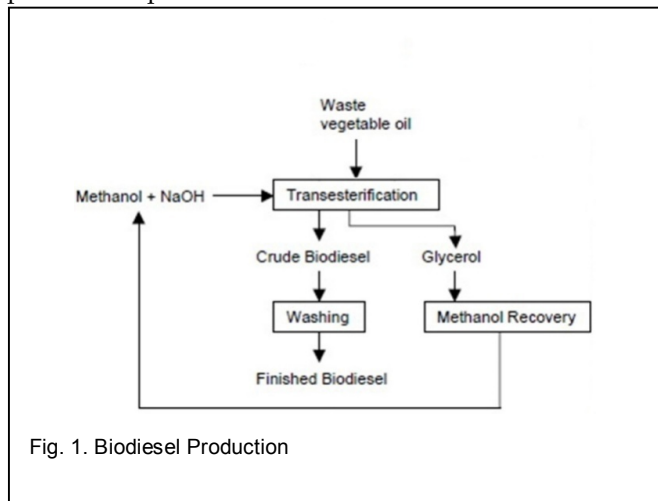 Waste
vegetable oil
Methanol + NaOH
Transesterification
Crude Biodiesel
Glycerol
Washing
Methanol Recovery
Finished Biodiesel
Fig. 1. Biodiesel Production